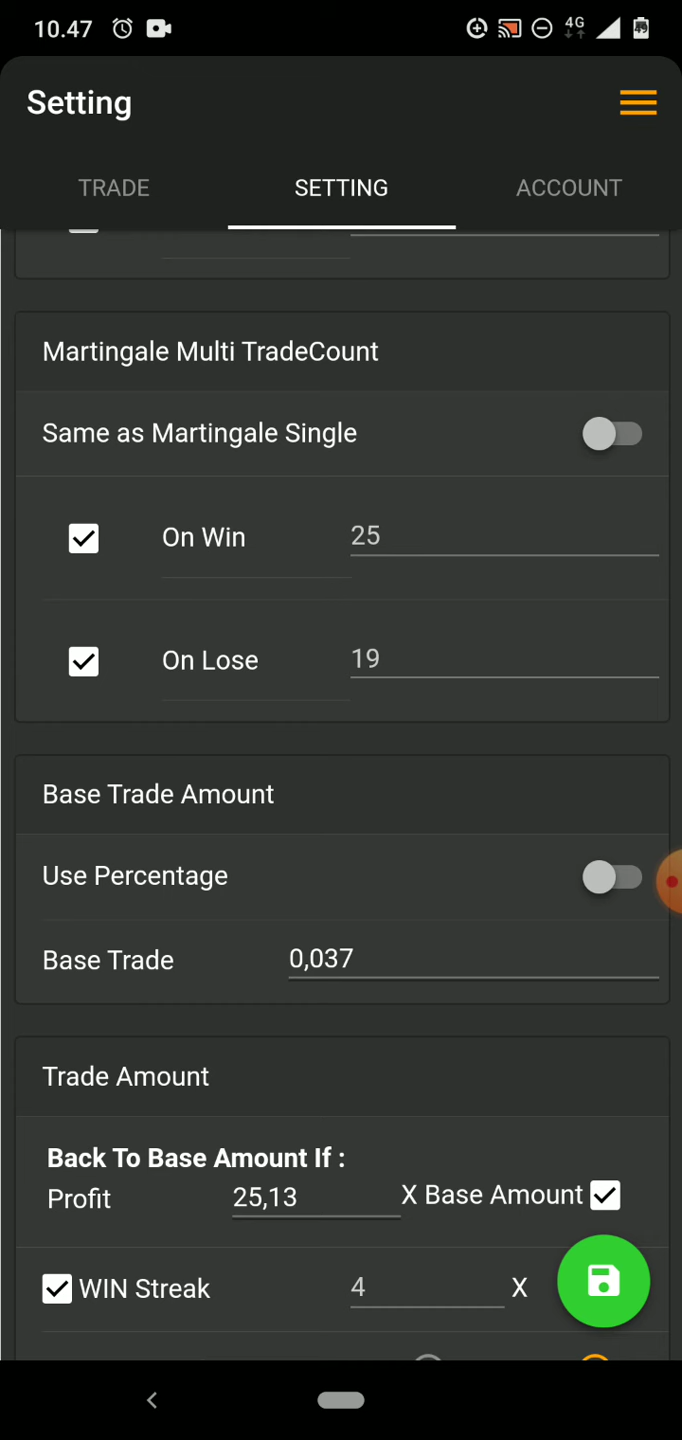 10.47
4G
49
Setting
TRADE
SETTING
ACCOUNT
Martingale Multi TradeCount
Same as Martingale Single
On Win 25
On Lose 19
Base Trade Amount
Use Percentage
Base Trade 0,037
Trade Amount
Back To Base Amount If :
Profit 25,13 X Base Amount
WIN Streak 4 X